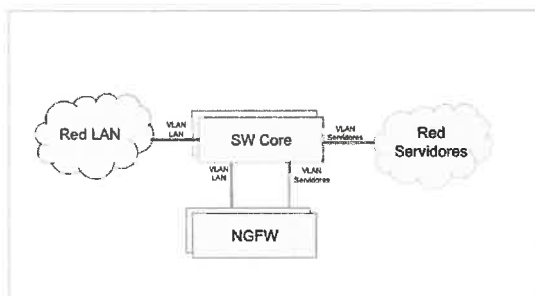 Red LAN
VLAN
LAN
SW Core
VLAN
Servidores
Red
Servidores
VLAN
LAN
VLAN
Servidores
NGFW